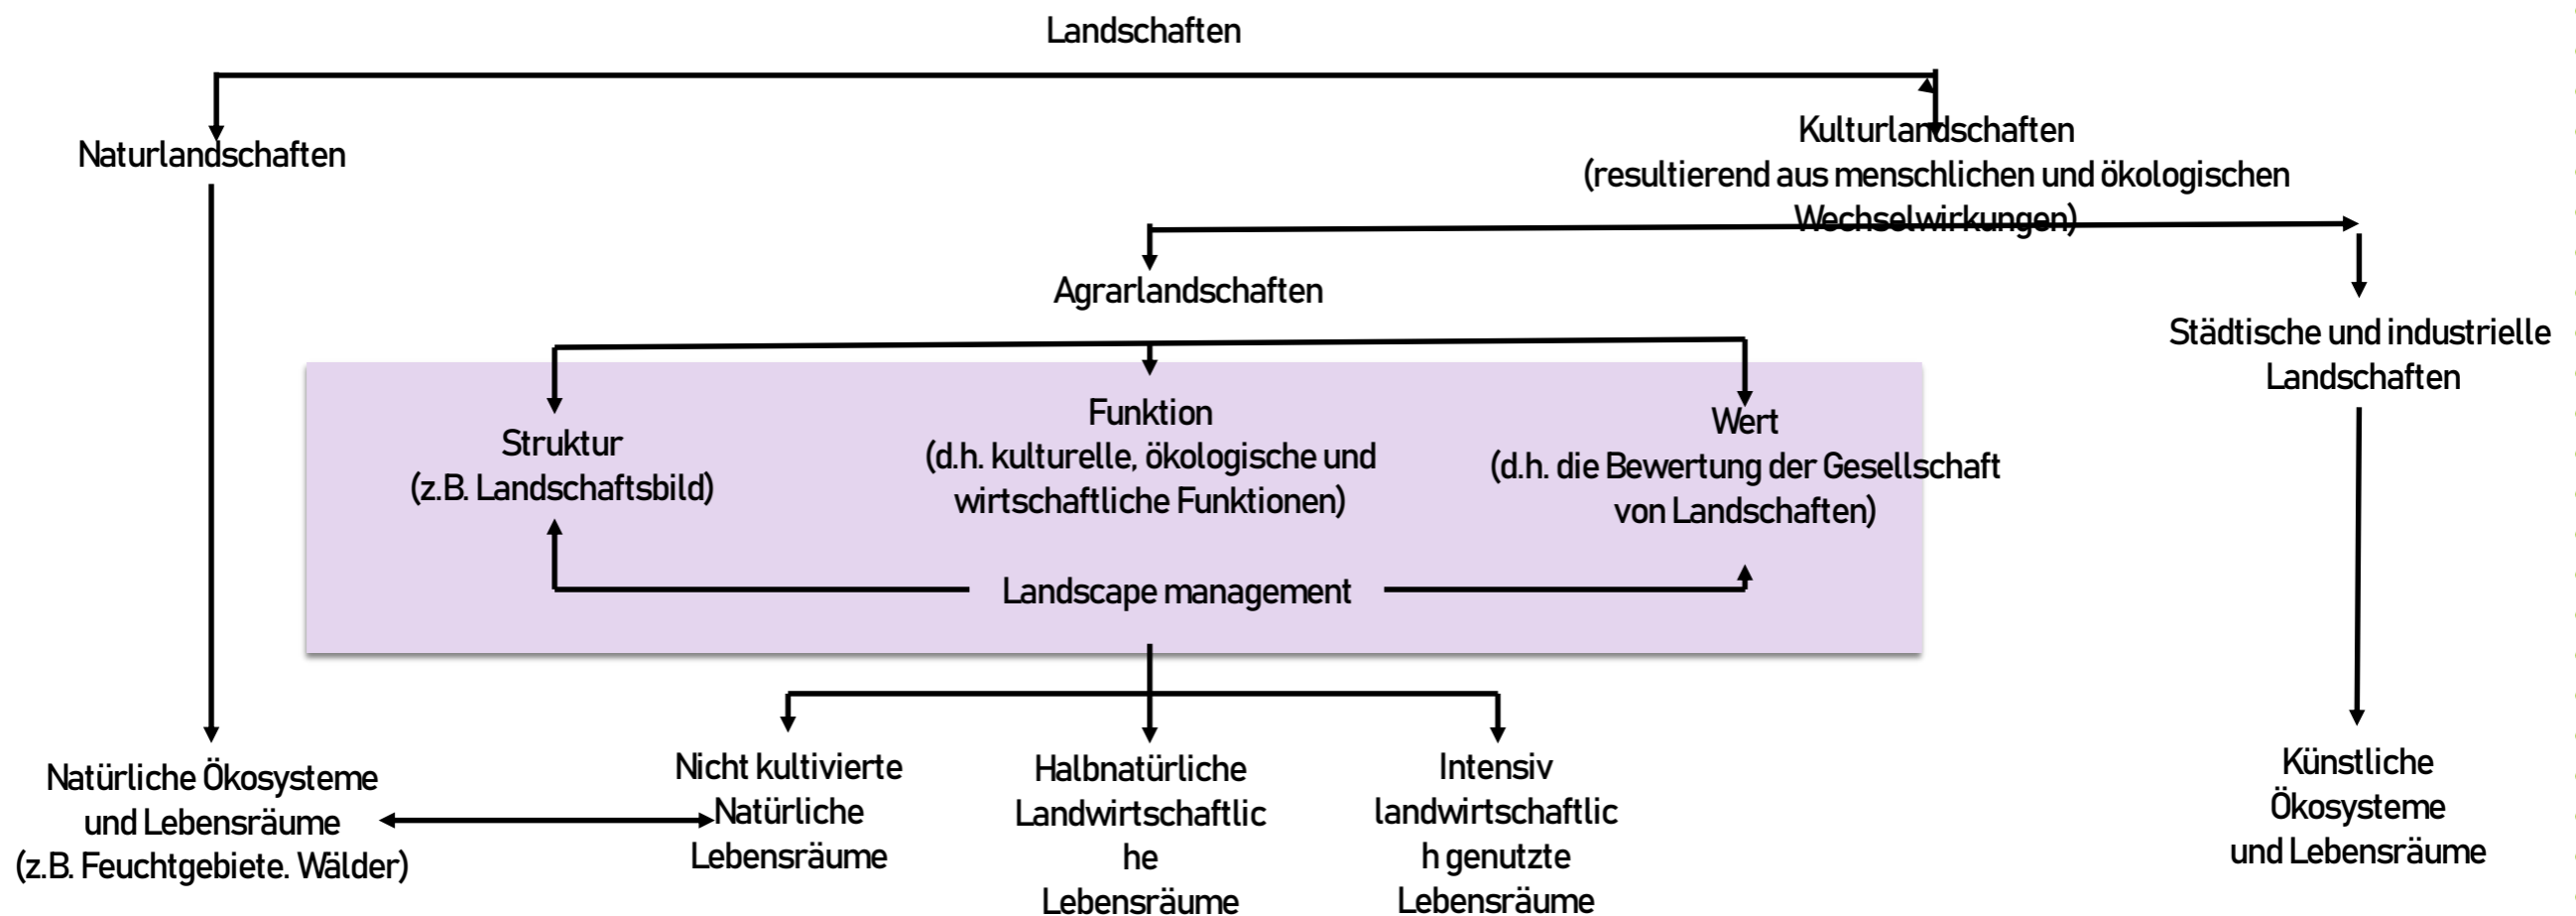 Landschaften
Naturlandschaften
Kulturlandschaften
(resultierend aus menschlichen und ökologischen
Wechselwirkungen)
Agrarlandschaften
Städtische und industrielle
Landschaften
Struktur
(z.B. Landschaftsbild)
Funktion
(d.h. kulturelle, ökologische und
wirtschaftliche Funktionen)
Wert
(d.h. die Bewertung der Gesellschaft
von Landschaften)
Landscape management
Natürliche Ökosysteme
und Lebensräume
(z.B. Feuchtgebiete. Wälder)
Nicht kultivierte
Natürliche
Lebensräume
Halbnatürliche
Landwirtschaftlic
he
Lebensräume
Intensiv
landwirtschaftlic
h genutzte
Lebensräume
Künstliche
Ökosysteme
und Lebensräume